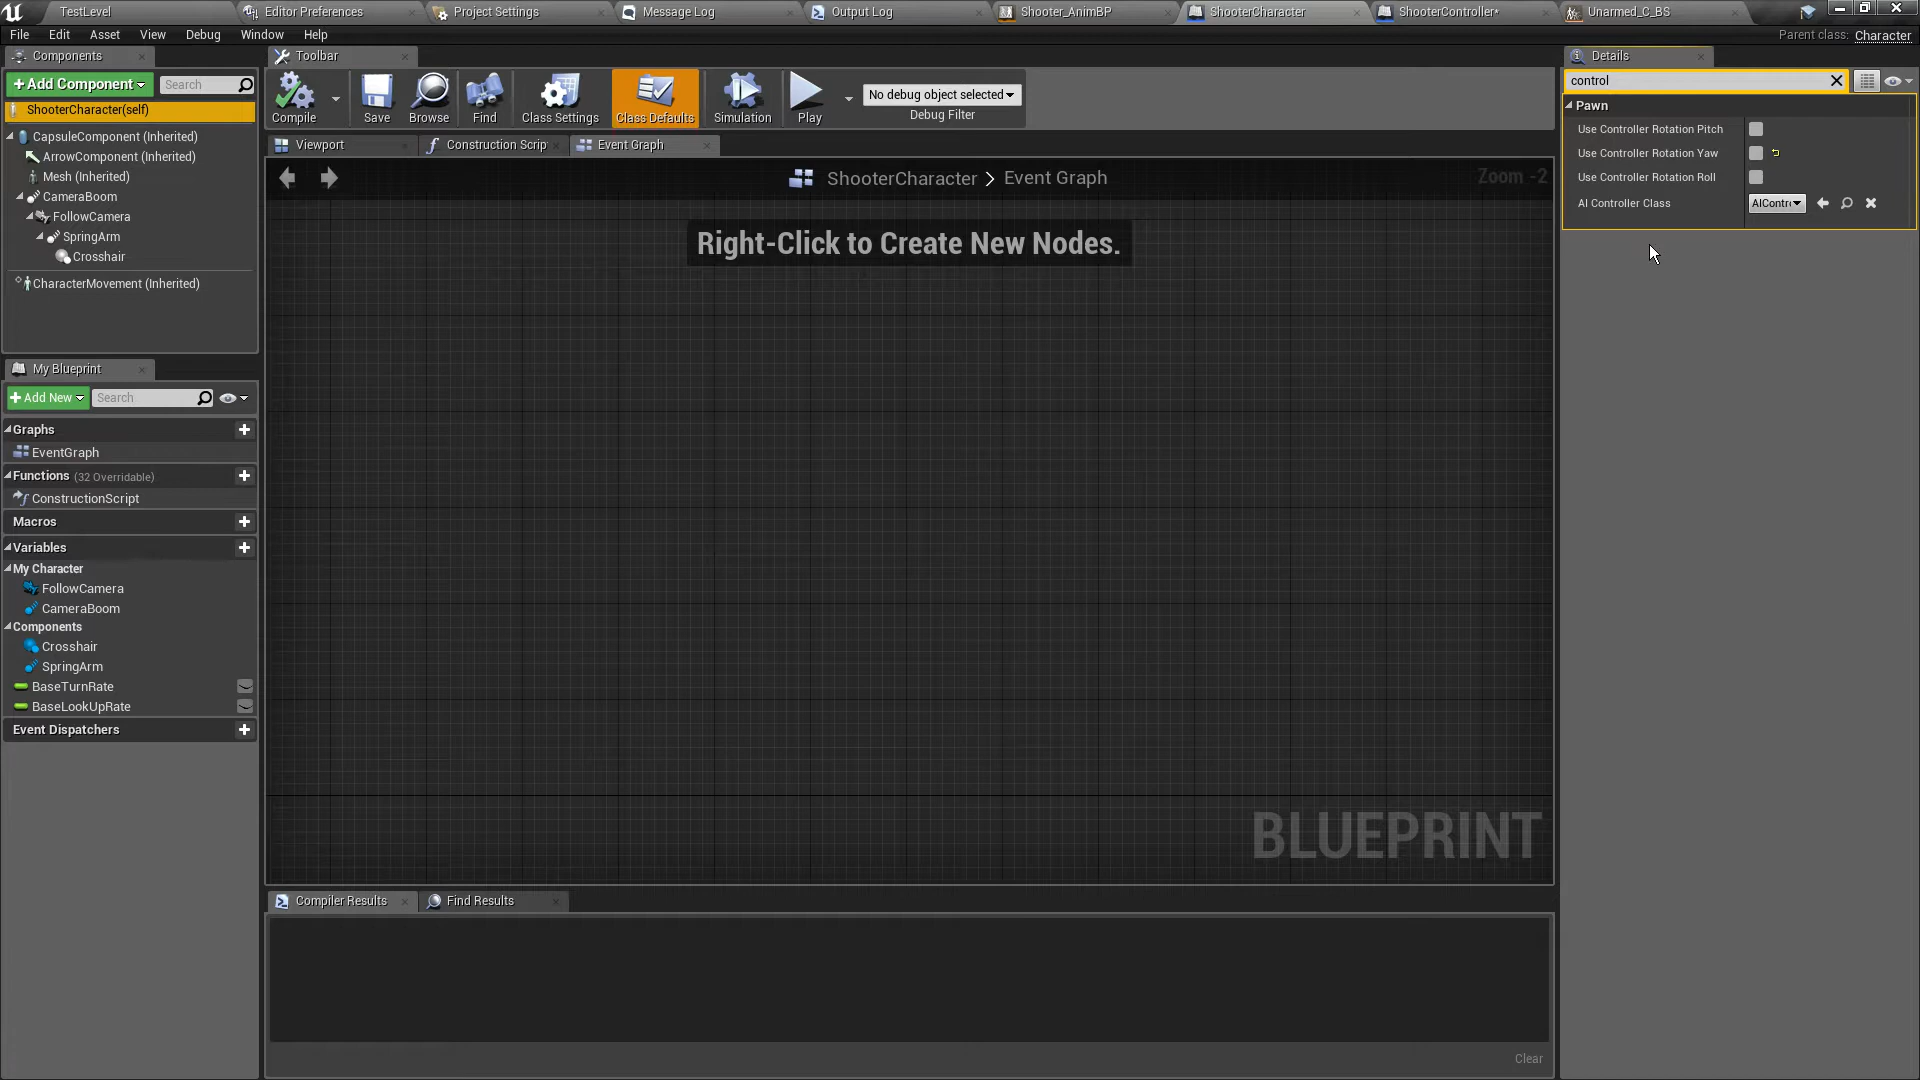 TestLevel
Editor Preferences
Project Settings
Message Log
Output Log
Shooter_AnimBP
ShooterCharacter
ShooterController*
Unarmed_C_BS
File
Edit
Asset
View
Debug
Window
Help
Parent class: Character
Components
+ Add Component
Search
ShooterCharacter(self)
CapsuleComponent (Inherited)
ArrowComponent (Inherited)
Mesh (Inherited)
CameraBoom
FollowCamera
SpringArm
Crosshair
CharacterMovement (Inherited)
My Blueprint
+ Add New
Search
Graphs
EventGraph
Functions (32 Overridable)
ConstructionScript
Macros
Variables
My Character
FollowCamera
CameraBoom
Components
Crosshair
SpringArm
BaseTurnRate
BaseLookUpRate
Event Dispatchers
Toolbar
Compile
Save
Browse
Find
Class Settings
Class Defaults
Simulation
Play
No debug object selected
Debug Filter
Viewport
Construction Scrip
Event Graph
ShooterCharacter > Event Graph
Zoom -2
Right-Click to Create New Nodes.
BLUEPRINT
Compiler Results
Find Results
Clear
Details
control
Pawn
Use Controller Rotation Pitch
Use Controller Rotation Yaw
Use Controller Rotation Roll
AI Controller Class
AIContro